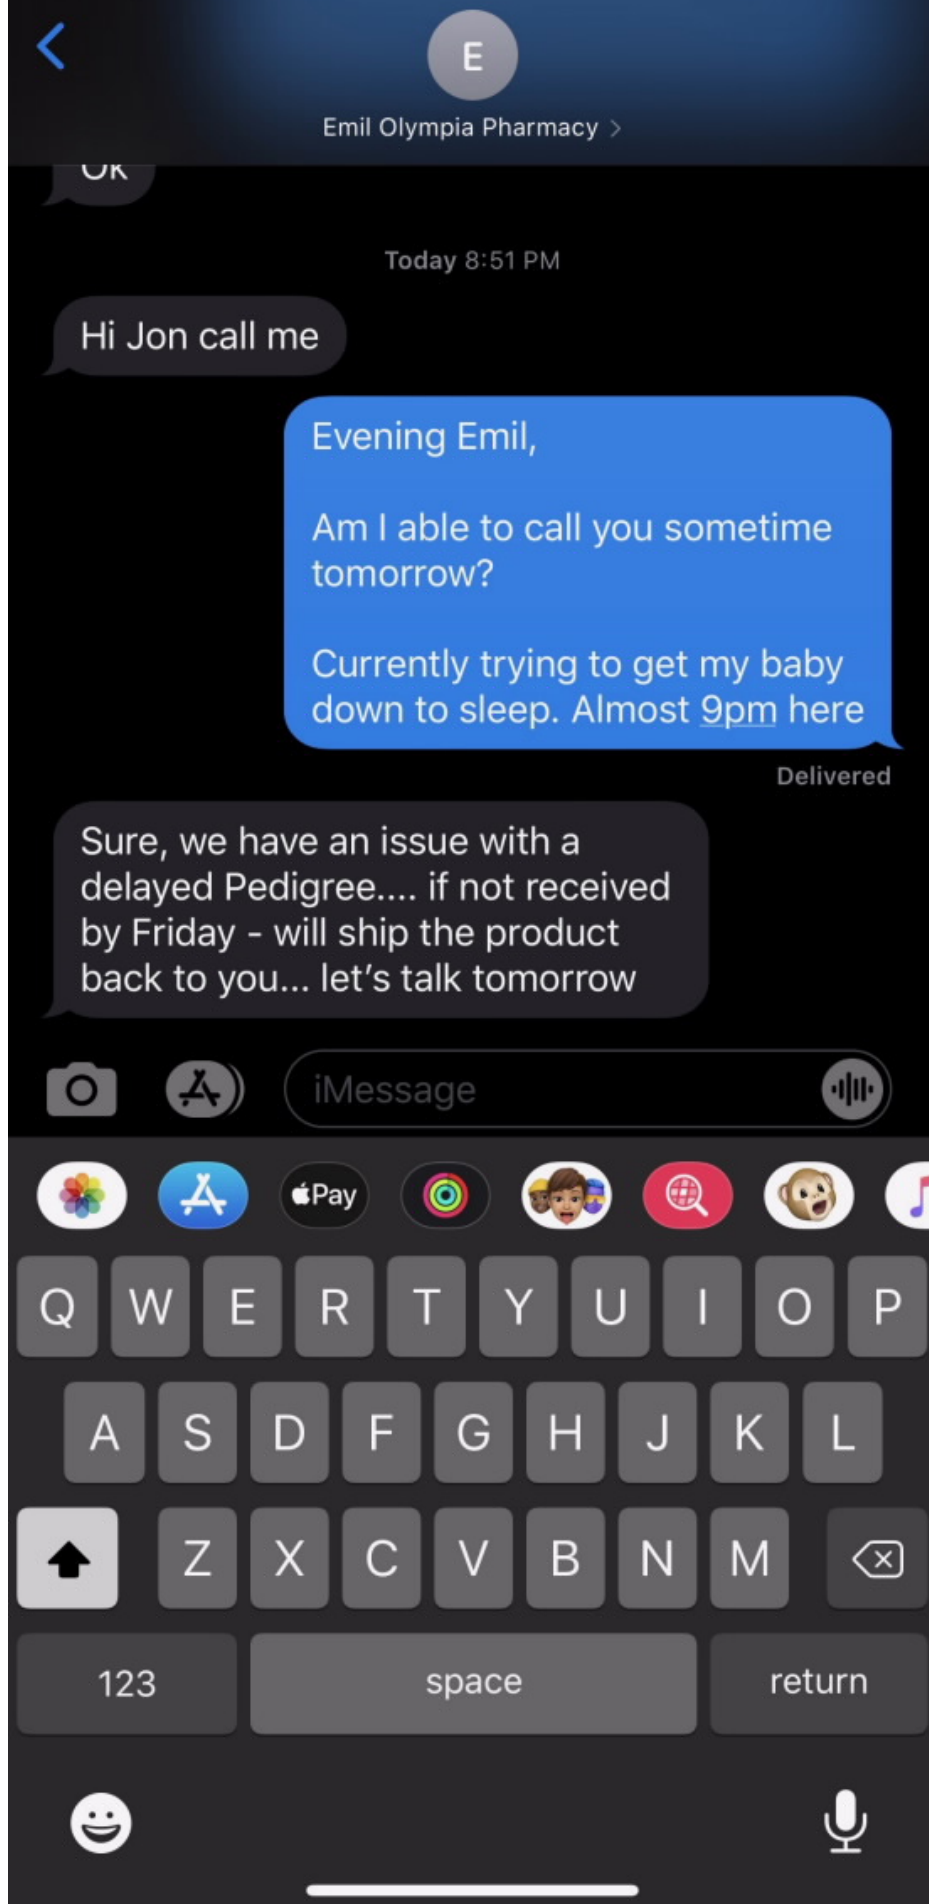 E
Emil Olympia Pharmacy >
Ok
Today 8:51 PM
Hi Jon call me
Evening Emil,
Am I able to call you sometime
tomorrow?
Currently trying to get my baby
down to sleep. Almost 9pm here
Delivered
Sure, we have an issue with a
delayed Pedigree.... if not received
by Friday - will ship the product
back to you... let's talk tomorrow
iMessage
Pay
Q W E R T Y U I O P
A S D F G H J K L
Z X C V B N M
123 space return